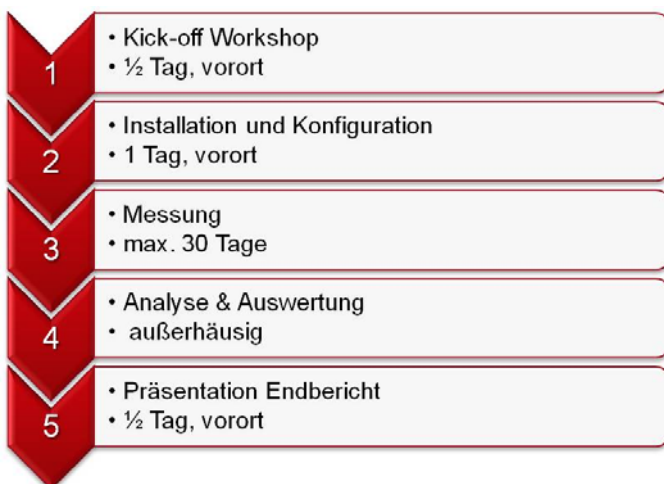 1
• Kick-off Workshop
• ½ Tag, vorort
2
• Installation und Konfiguration
• 1 Tag, vorort
3
• Messung
• max. 30 Tage
4
• Analyse & Auswertung
• außerhäusig
5
• Präsentation Endbericht
• ½ Tag, vorort